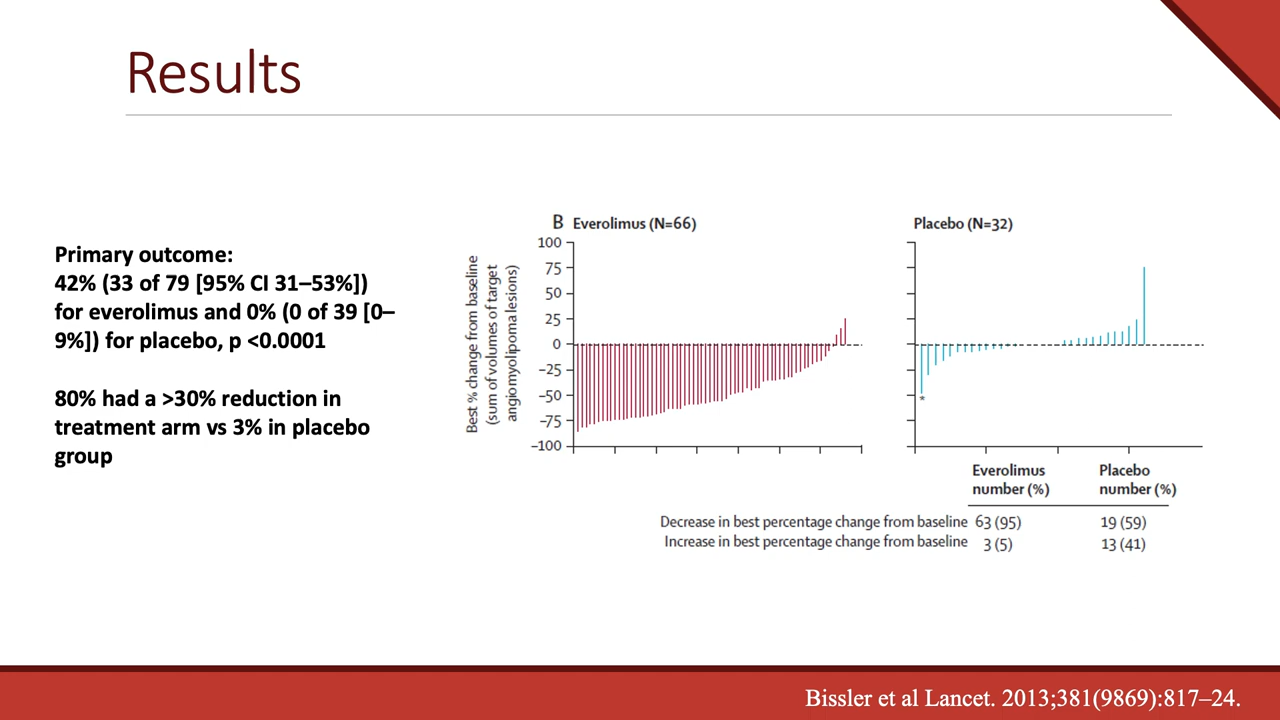 Results
Primary outcome:
42% (33 of 79 [95% CI 31–53%])
for everolimus and 0% (0 of 39 [0–
9%]) for placebo, p <0.0001
80% had a >30% reduction in
treatment arm vs 3% in placebo
group
B Everolimus (N=66)
Best % change from baseline
(sum of volumes of target
angiomyolipoma lesions)
100
75
50
25
0
–25
–50
–75
–100
Placebo (N=32)
*
Everolimus
number (%)
Placebo
number (%)
Decrease in best percentage change from baseline 63 (95) 19 (59)
Increase in best percentage change from baseline 3 (5) 13 (41)
Bissler et al Lancet. 2013;381(9869):817–24.